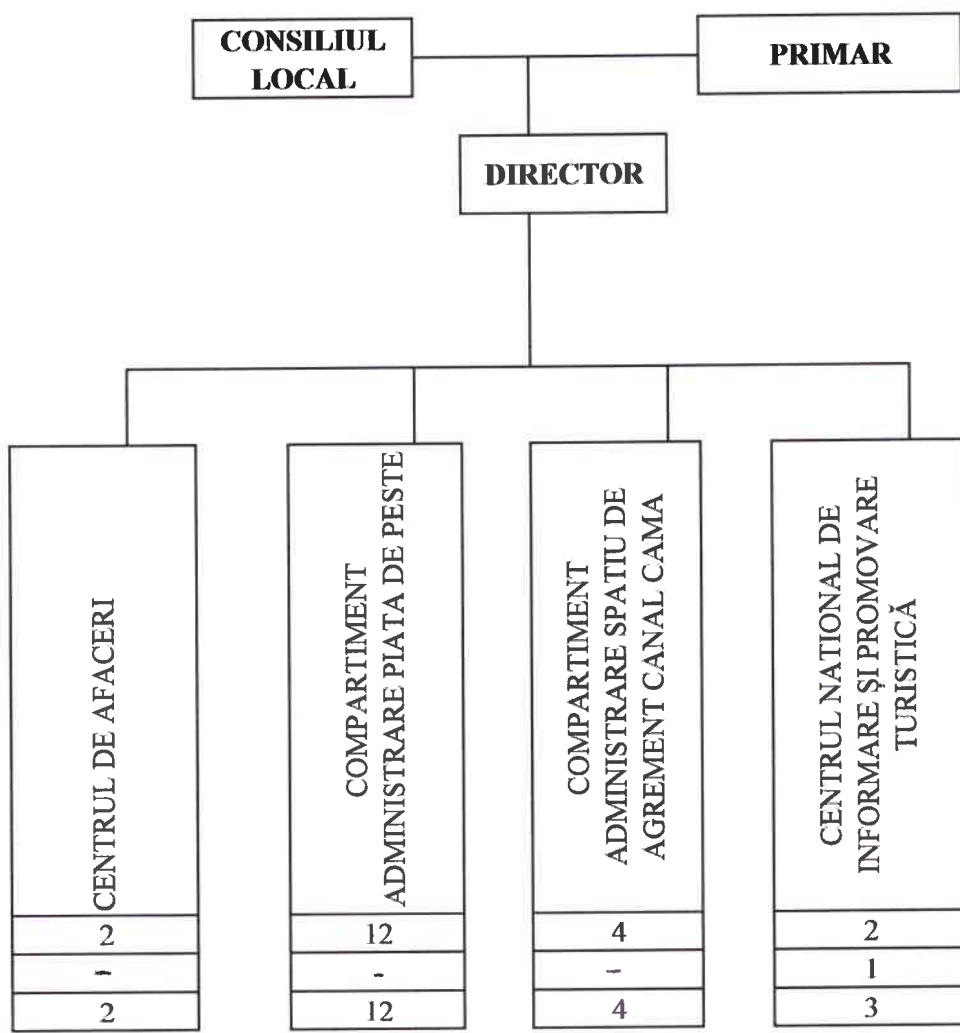 CONSILIUL
LOCAL
PRIMAR
DIRECTOR
CENTRUL DE AFACERI
2
-
2
COMPARTIMENT
ADMINISTRARE PIATA DE PESTE
12
-
12
COMPARTIMENT
ADMINISTRARE SPATIU DE
AGREMENT CANAL CAMA
4
-
4
CENTRUL NATIONAL DE
INFORMARE ȘI PROMOVARE
TURISTICĂ
2
1
3